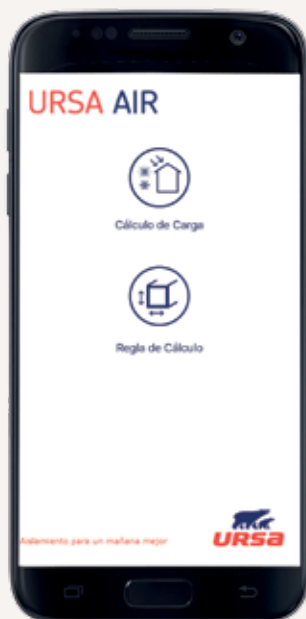 URSA AIR
Cálculo de Carga
Regla de Cálculo
Aislamiento para un mañana mejor
URSA